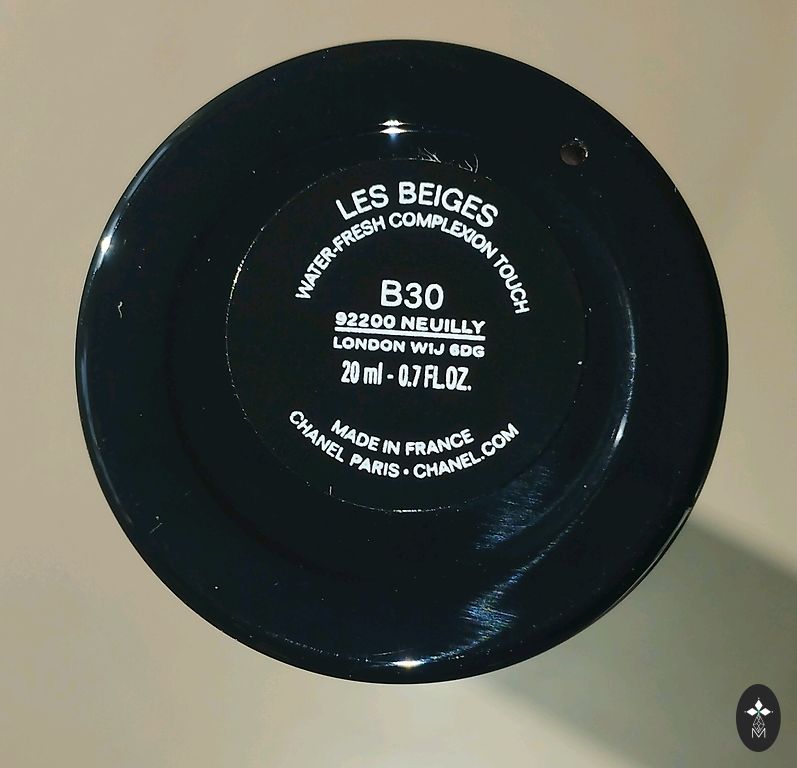 LES BEIGES
WATER-FRESH COMPLEXION TOUCH
B30
92200 NEUILLY
LONDON W1J 6DG
20 ml - 0.7 FL.OZ.
MADE IN FRANCE
CHANEL PARIS • CHANEL.COM
M